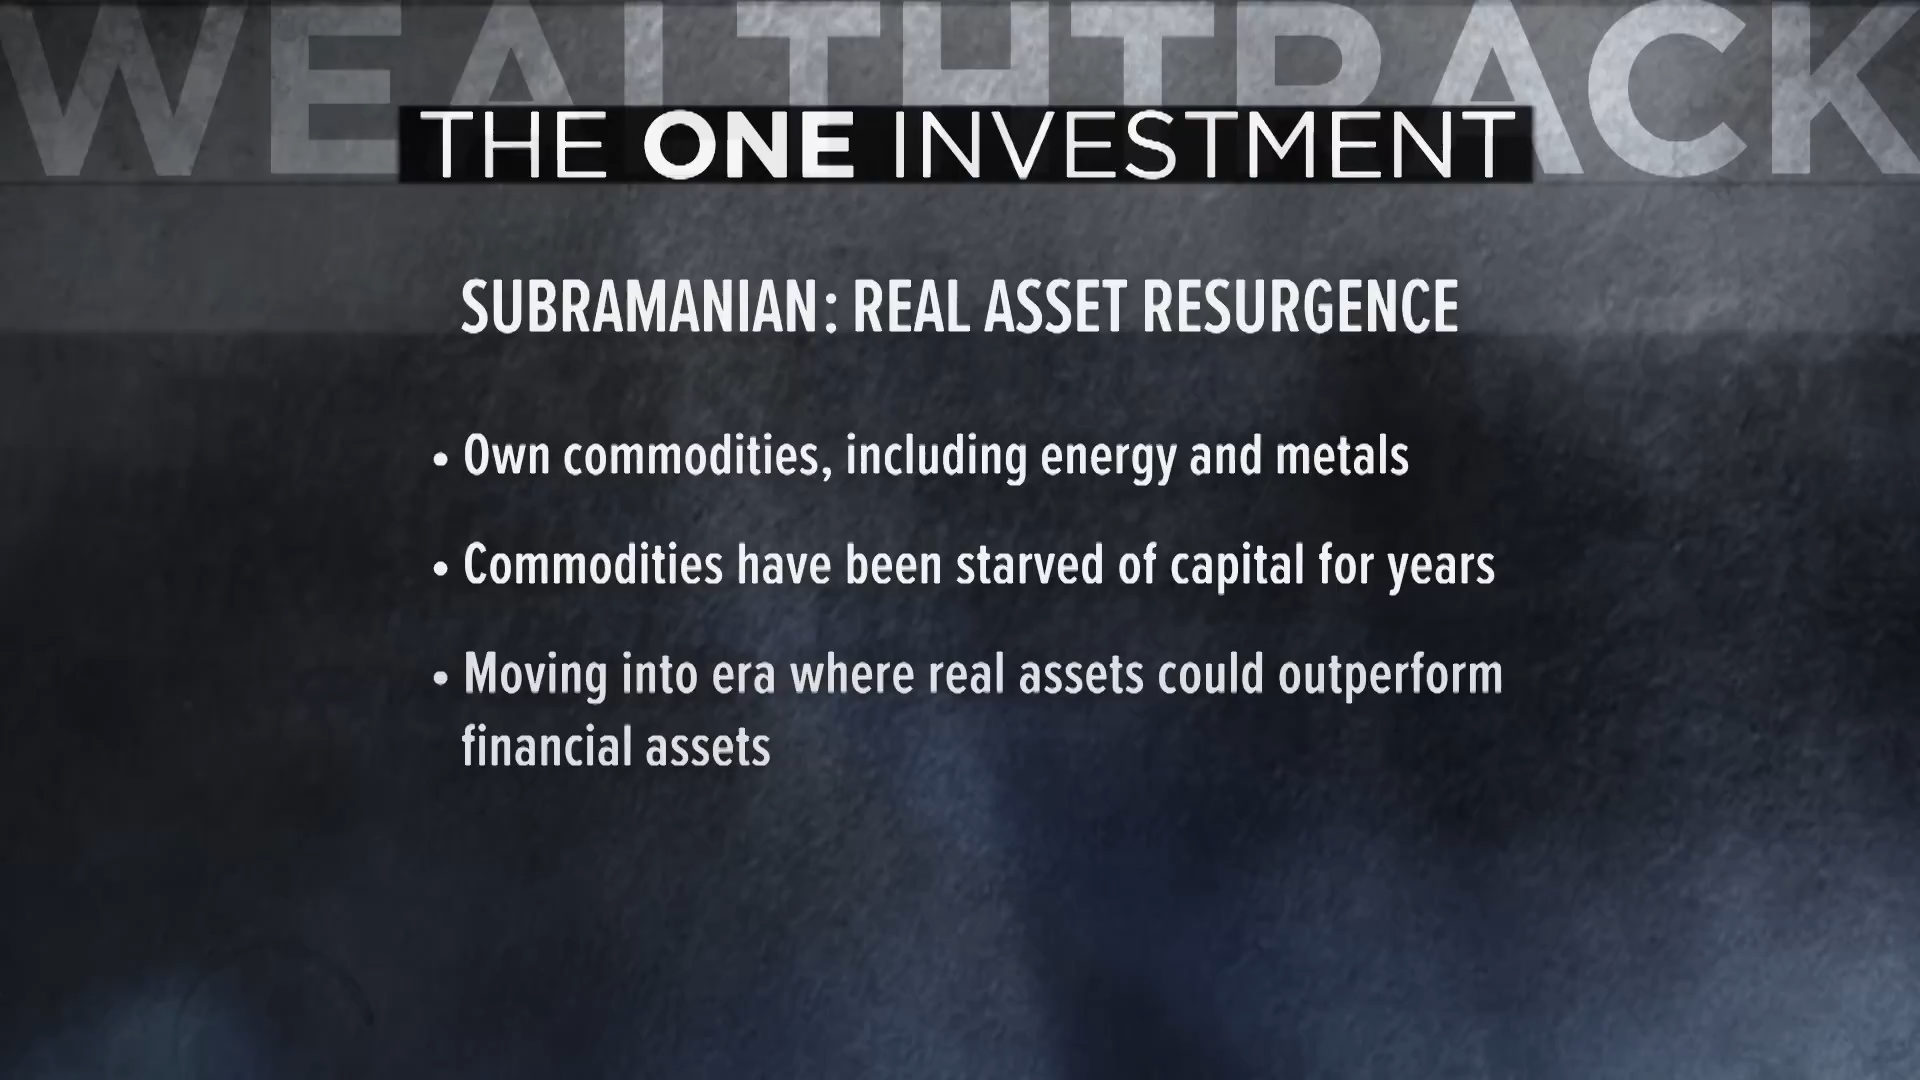 WEALTHTRACK
THE ONE INVESTMENT
SUBRAMANIAN: REAL ASSET RESURGENCE
• Own commodities, including energy and metals
• Commodities have been starved of capital for years
• Moving into era where real assets could outperform
financial assets